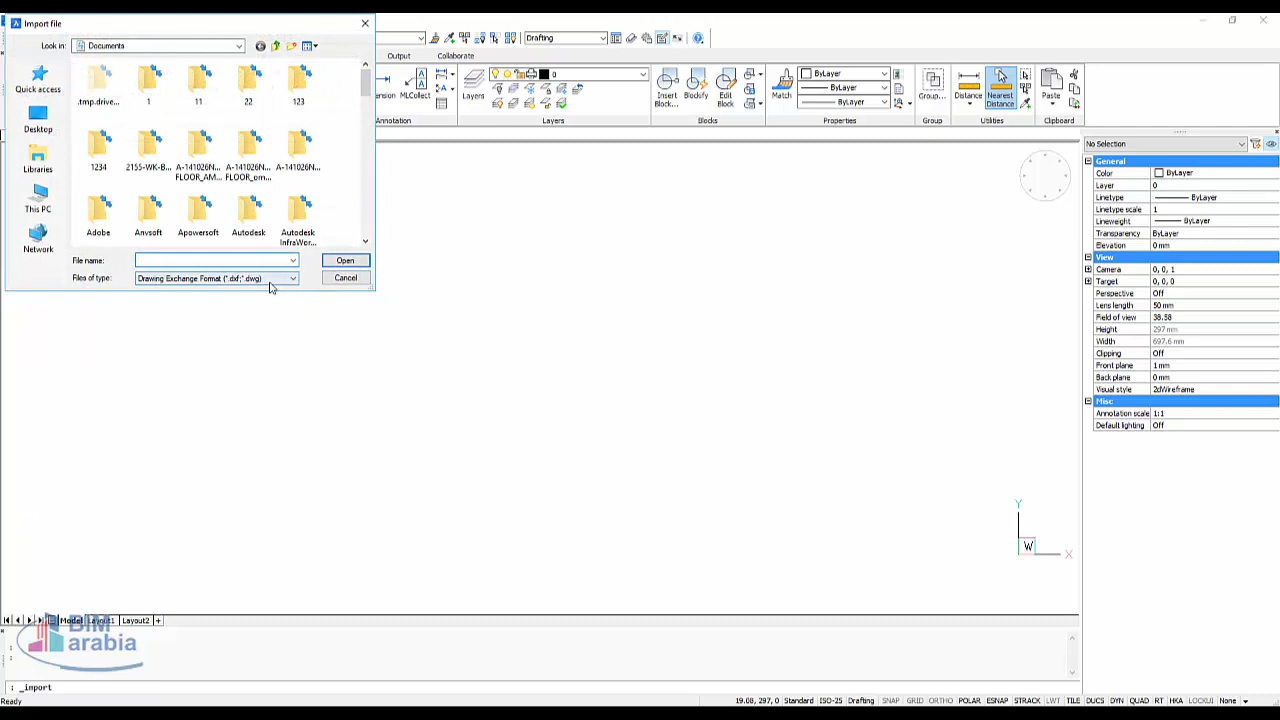 Import file
Look in: Documents
Quick access
Desktop
Libraries
This PC
Network
.tmp.drive... 1 11 22 123
1234 2155-WK-B... A-141026N... FLOOR_AM... A-141026N... FLOOR_om... A-141026N...
Adobe Anvsoft Apowersoft Autodesk Autodesk InfraWor...
File name: Open
Files of type: Drawing Exchange Format (*.dxf;*.dwg) Cancel
Drafting
Output Collaborate
MLCollect
Layers
0
Insert Block...
Blockify
Edit Block
Match
ByLayer
ByLayer
ByLayer
Group...
Distance
Nearest Distance
Paste
Layers Blocks Properties Group Utilities Clipboard
No Selection
General
Color ByLayer
Layer 0
Linetype ByLayer
Linetype scale 1
Lineweight ByLayer
Transparency ByLayer
Elevation 0 mm
View
Camera 0, 0, 1
Target 0, 0, 0
Perspective Off
Lens length 50 mm
Field of view 38.58
Height 297 mm
Width 697.6 mm
Clipping Off
Front plane 1 mm
Back plane 0 mm
Visual style 2dWireframe
Misc
Annotation scale 1:1
Default lighting Off
Y
W X
Model Layout1 Layout2 +
BIM
arabia
:
:
: _import
Ready 19.08, 297, 0 Standard ISO-25 Drafting SNAP GRID ORTHO POLAR ESNAP STRACK LWT TILE DUCS DYN QUAD RT HKA LOCKUI None